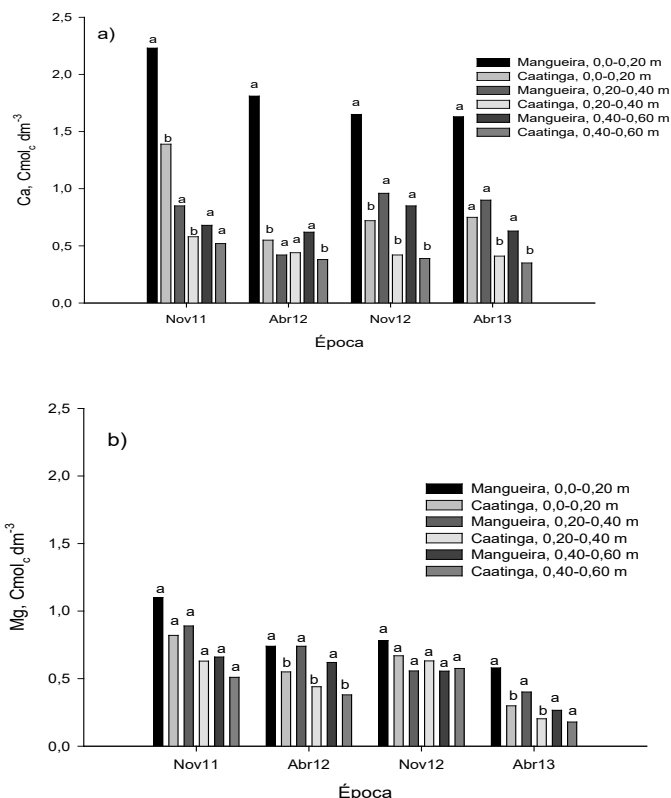 a)
Ca, Cmolc dm-3
2,5
2,0
1,5
1,0
0,5
0,0
a b a b a a
a b a a a b
a b a b a b
a a a b a b
Mangueira, 0,0-0,20 m
Caatinga, 0,0-0,20 m
Mangueira, 0,20-0,40 m
Caatinga, 0,20-0,40 m
Mangueira, 0,40-0,60 m
Caatinga, 0,40-0,60 m
Nov11 Abr12 Nov12 Abr13
Época
b)
Mg, Cmolc dm-3
2,5
2,0
1,5
1,0
0,5
0,0
a a a a a a
a b a b a b
a a a a a a
a b a b a a
Mangueira, 0,0-0,20 m
Caatinga, 0,0-0,20 m
Mangueira, 0,20-0,40 m
Caatinga, 0,20-0,40 m
Mangueira, 0,40-0,60 m
Caatinga, 0,40-0,60 m
Nov11 Abr12 Nov12 Abr13
Época